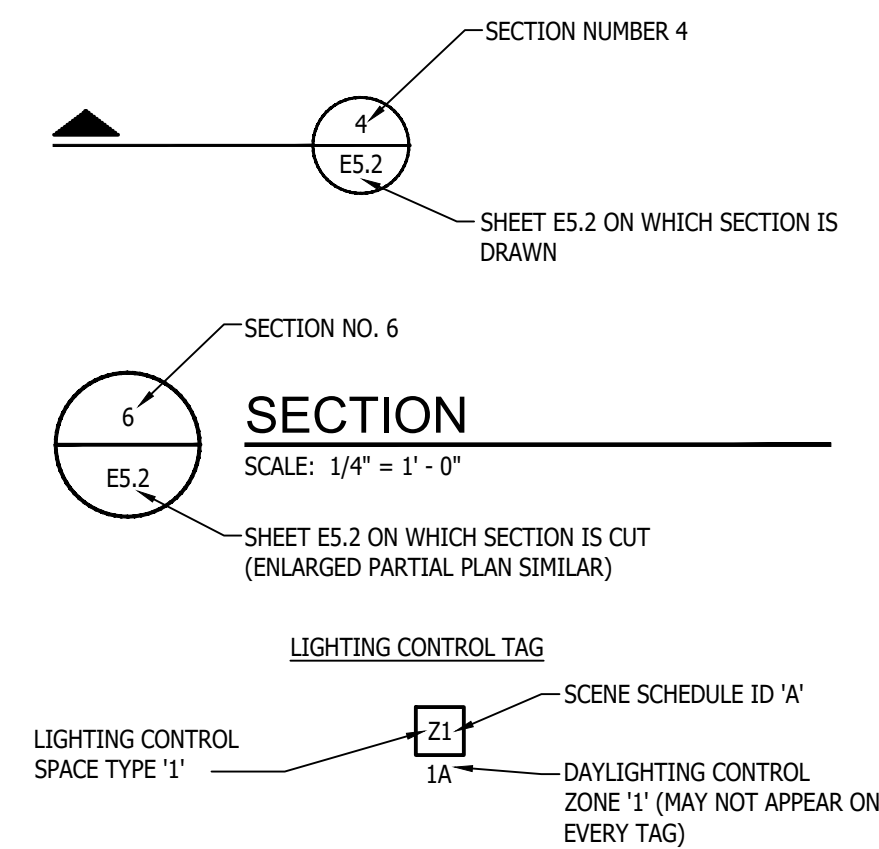 SECTION NUMBER 4
4
E5.2
SHEET E5.2 ON WHICH SECTION IS
DRAWN
SECTION NO. 6
6
SECTION
E5.2
SCALE: 1/4" = 1' - 0"
SHEET E5.2 ON WHICH SECTION IS CUT
(ENLARGED PARTIAL PLAN SIMILAR)
LIGHTING CONTROL TAG
SCENE SCHEDULE ID 'A'
LIGHTING CONTROL
SPACE TYPE '1'
Z1
1A
DAYLIGHTING CONTROL
ZONE '1' (MAY NOT APPEAR ON
EVERY TAG)